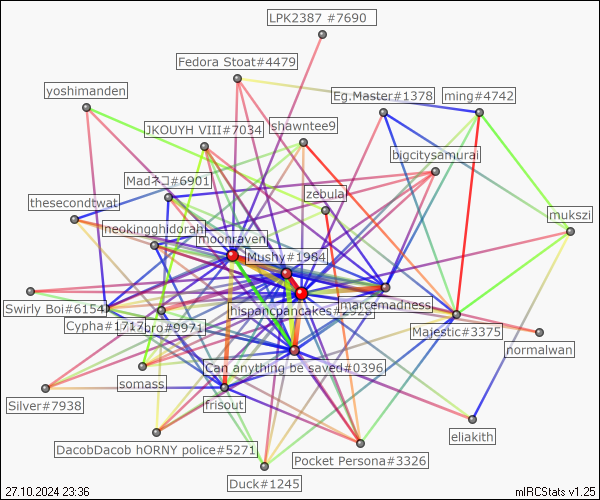 LPK2387 #7690
Fedora Stoat#4479
yoshimanden
Eg.Master#1378
ming#4742
JKOUYH VIII#7034
shawntee9
bigcitysamurai
Madネコ#6901
zebula
thesecondtwat
mukszi
neokingghidorah
moonraven
Mushy#1984
Swirly Boi#6154
marcemadness
hispancpancakes#2928
Cypha#1717
pro#9971
Majestic#3375
normalwan
Can anything be saved#0396
somass
Silver#7938
frisout
eliakith
DacobDacob hORNY police#5271
Pocket Persona#3326
Duck#1245
27.10.2024 23:36
mIRCStats v1.25